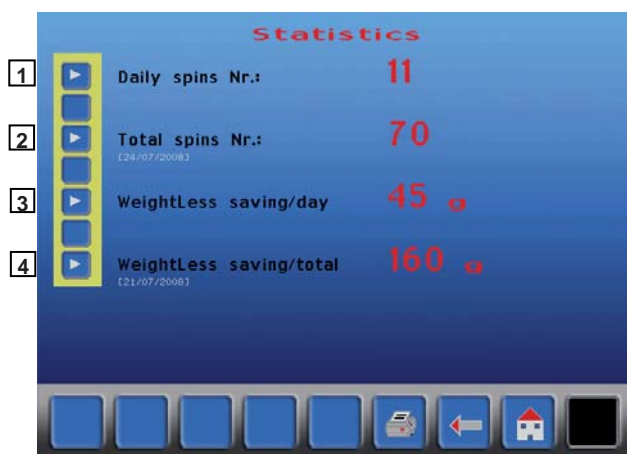 Statistics
1 Daily spins Nr.: 11
2 Total spins Nr.: 70
[24/07/2008]
3 WeightLess saving/day 45 g
4 WeightLess saving/total 160 g
[21/07/2008]